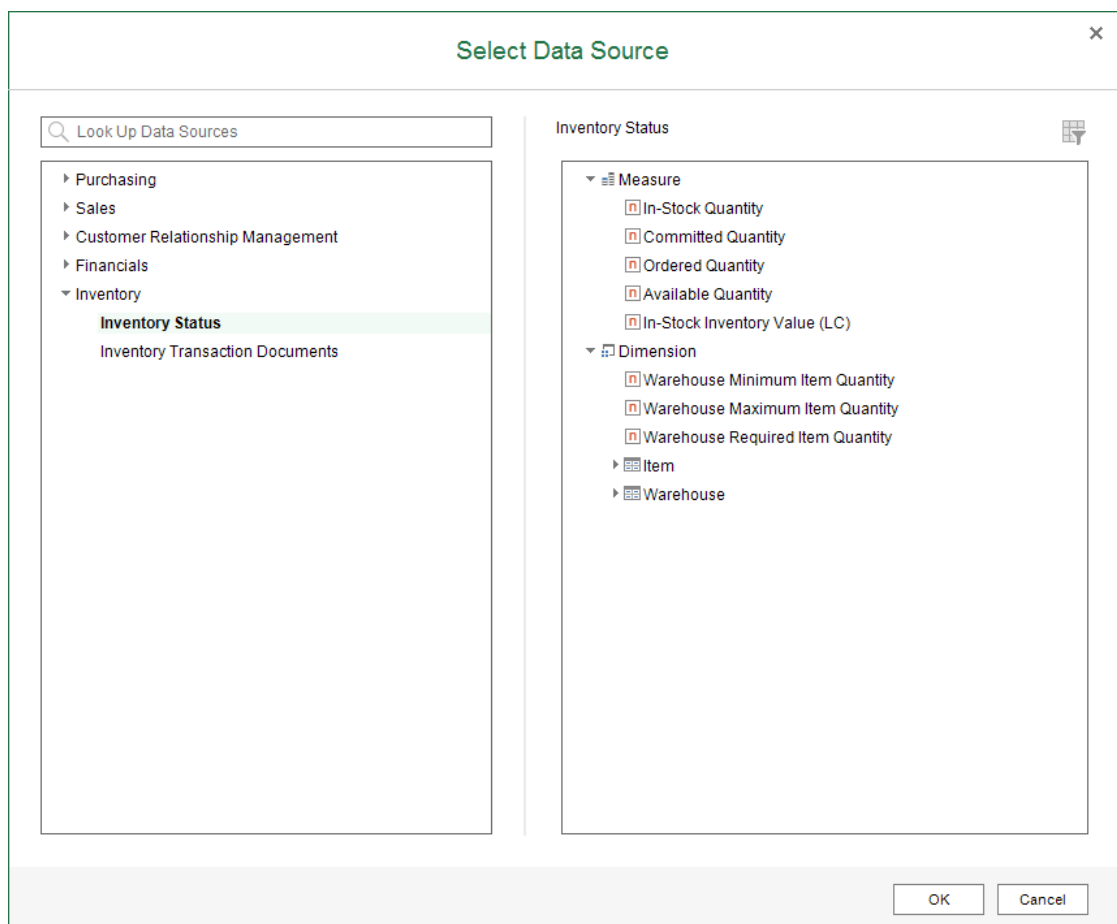 Select Data Source
Look Up Data Sources
Purchasing
Sales
Customer Relationship Management
Financials
Inventory
Inventory Status
Inventory Transaction Documents
Inventory Status
Measure
n In-Stock Quantity
n Committed Quantity
n Ordered Quantity
n Available Quantity
n In-Stock Inventory Value (LC)
Dimension
n Warehouse Minimum Item Quantity
n Warehouse Maximum Item Quantity
n Warehouse Required Item Quantity
Item
Warehouse
OK
Cancel